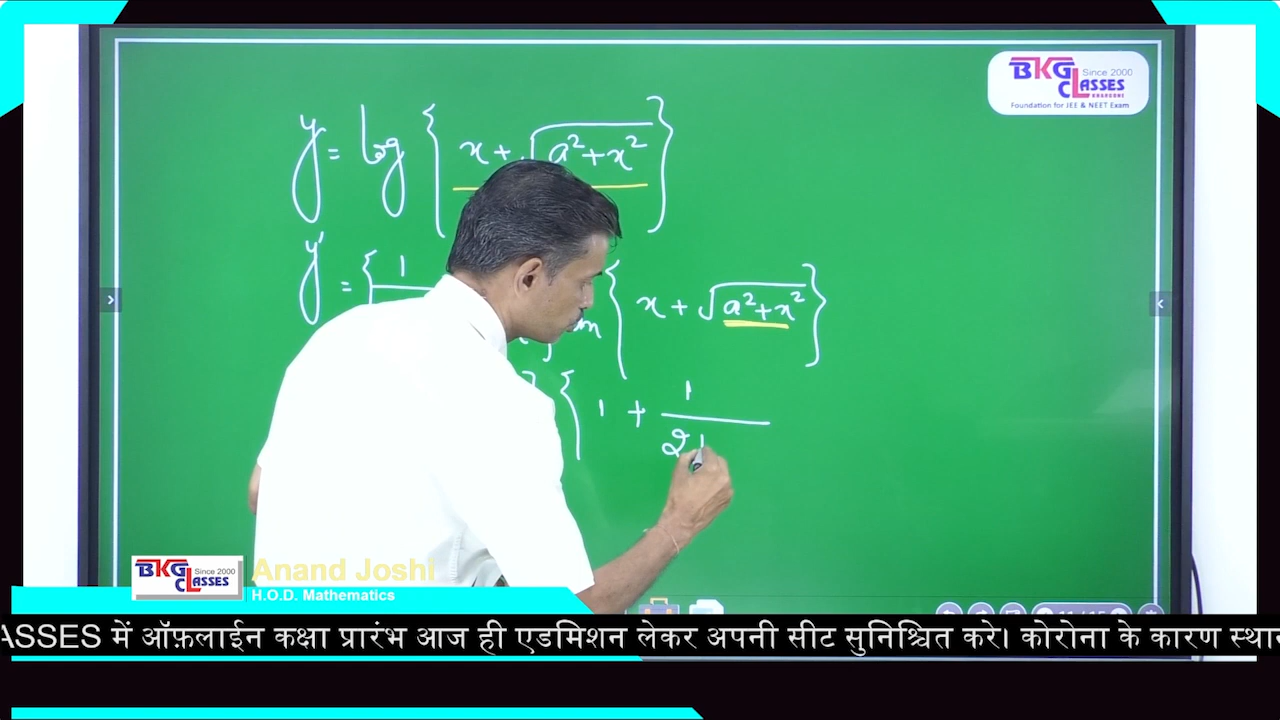 BKG CLASSES Since 2000
KHARGONE
Foundation for JEE & NEET Exam
y = log { x + √a²+x² }
y' = { 1 { x + √a²+x² }
} { 1 + 1
2
BKG CLASSES Since 2000
Anand Joshi
H.O.D. Mathematics
ASSES में ऑफ़लाईन कक्षा प्रारंभ आज ही एडमिशन लेकर अपनी सीट सुनिश्चित करे। कोरोना के कारण स्थान